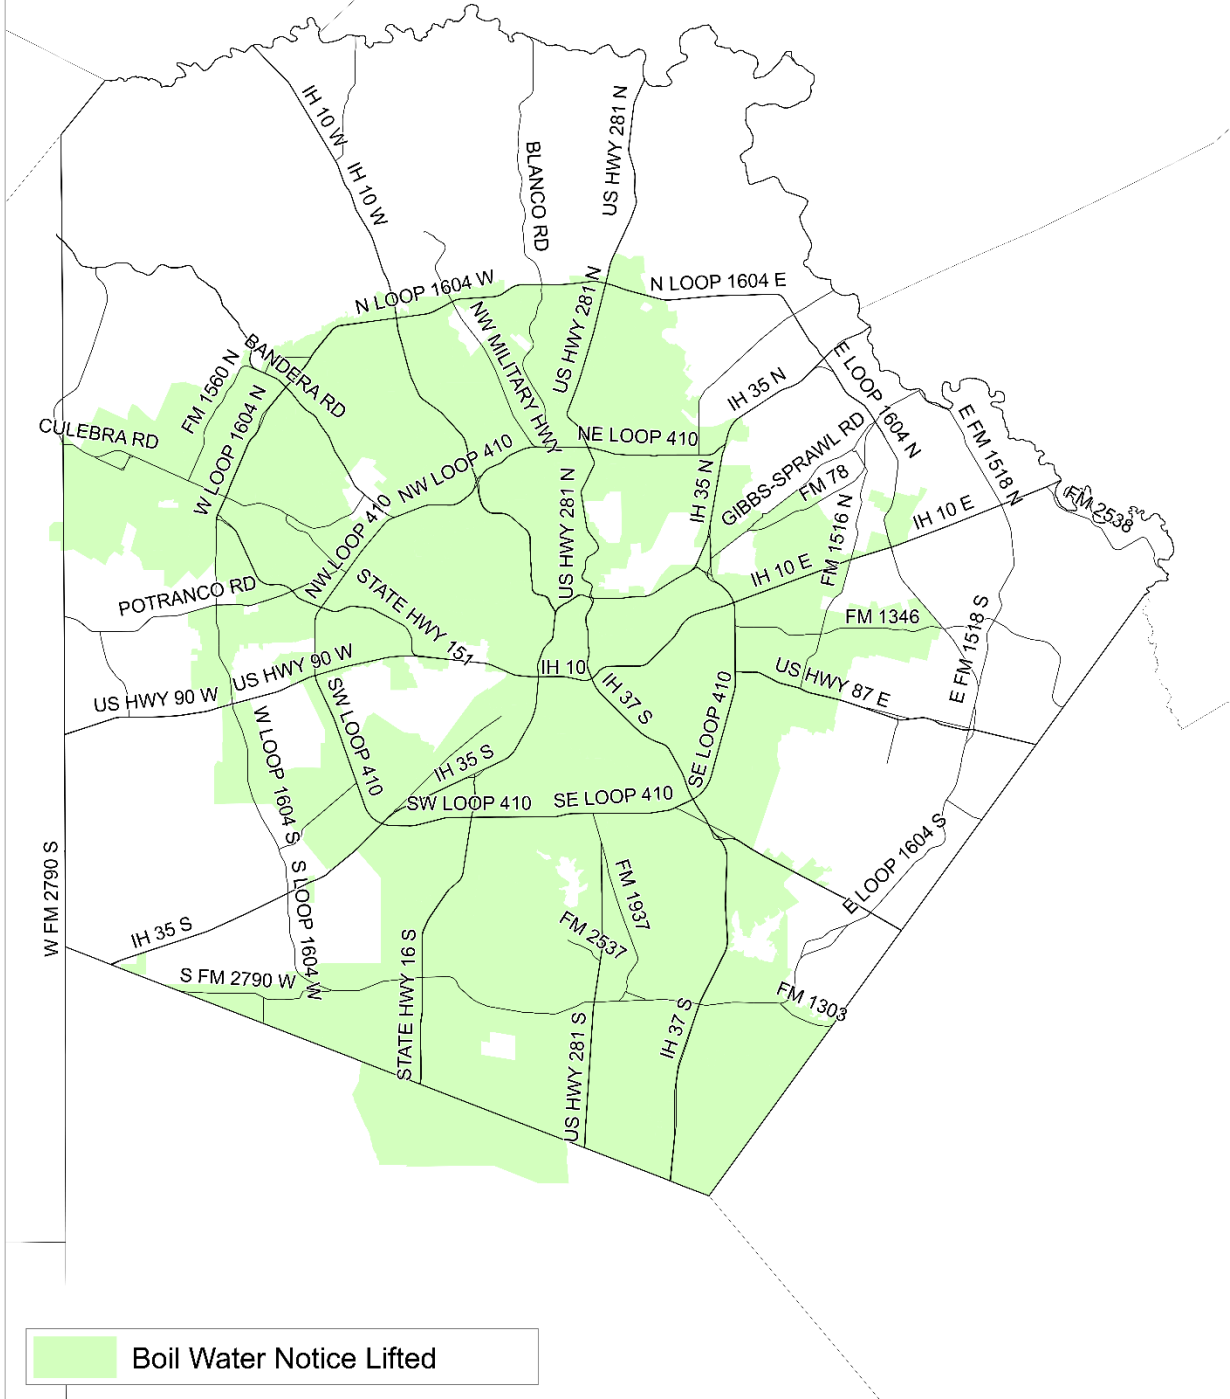 IH 10 W
IH 10 W
BLANCO RD
US HWY 281 N
N LOOP 1604 W
US HWY 281 N
N LOOP 1604 E
NW MILITARY HWY
BANDERA RD
FM 1560 N
W LOOP 1604 N
CULEBRA RD
IH 35 N
E LOOP 1604 N
E FM 1518 N
NE LOOP 410
NW LOOP 410
GIBBS-SPRAWL RD
FM 78
IH 35 N
US HWY 281 N
FM 1516 N
IH 10 E
FM 2538
NW LOOP 410
IH 10 E
POTRANCO RD
STATE HWY 151
FM 1346
E FM 1518 S
US HWY 90 W
US HWY 90 W
IH 10
IH 37 S
US HWY 87 E
SW LOOP 410
SE LOOP 410
W LOOP 1604 S
IH 35 S
SW LOOP 410
SE LOOP 410
E LOOP 1604 S
W FM 2790 S
S LOOP 1604 W
FM 1937
FM 2537
IH 35 S
S FM 2790 W
STATE HWY 16 S
FM 1303
IH 37 S
US HWY 281 S
Boil Water Notice Lifted